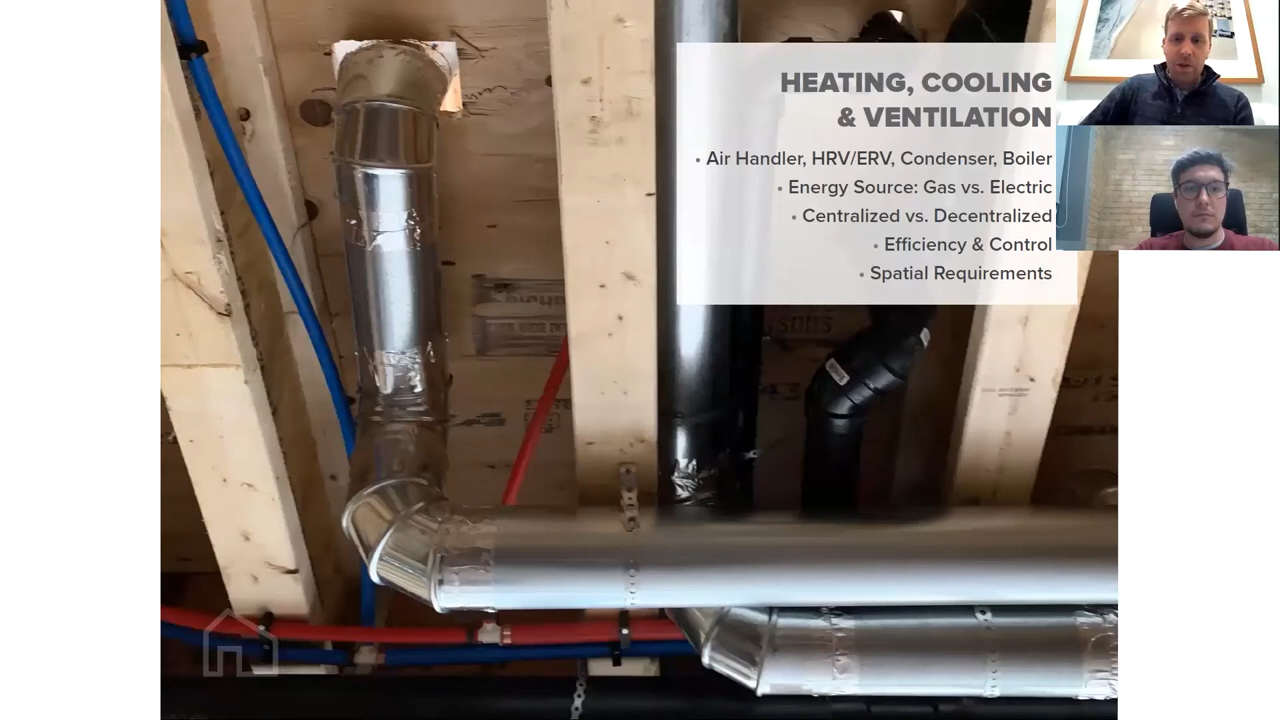 HEATING, COOLING
& VENTILATION
• Air Handler, HRV/ERV, Condenser, Boiler
• Energy Source: Gas vs. Electric
• Centralized vs. Decentralized
• Efficiency & Control
• Spatial Requirements